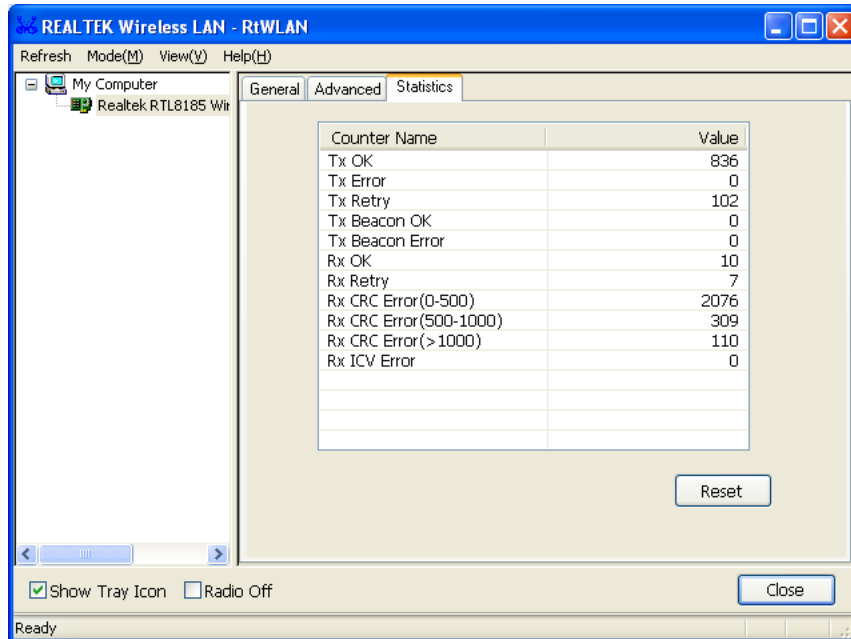 REALTEK Wireless LAN - RtWLAN
Refresh Mode(M) View(V) Help(H)
My Computer
Realtek RTL8185 Wir
General Advanced Statistics
Counter Name Value
Tx OK 836
Tx Error 0
Tx Retry 102
Tx Beacon OK 0
Tx Beacon Error 0
Rx OK 10
Rx Retry 7
Rx CRC Error(0-500) 2076
Rx CRC Error(500-1000) 309
Rx CRC Error(>1000) 110
Rx ICV Error 0
Reset
Show Tray Icon Radio Off Close
Ready